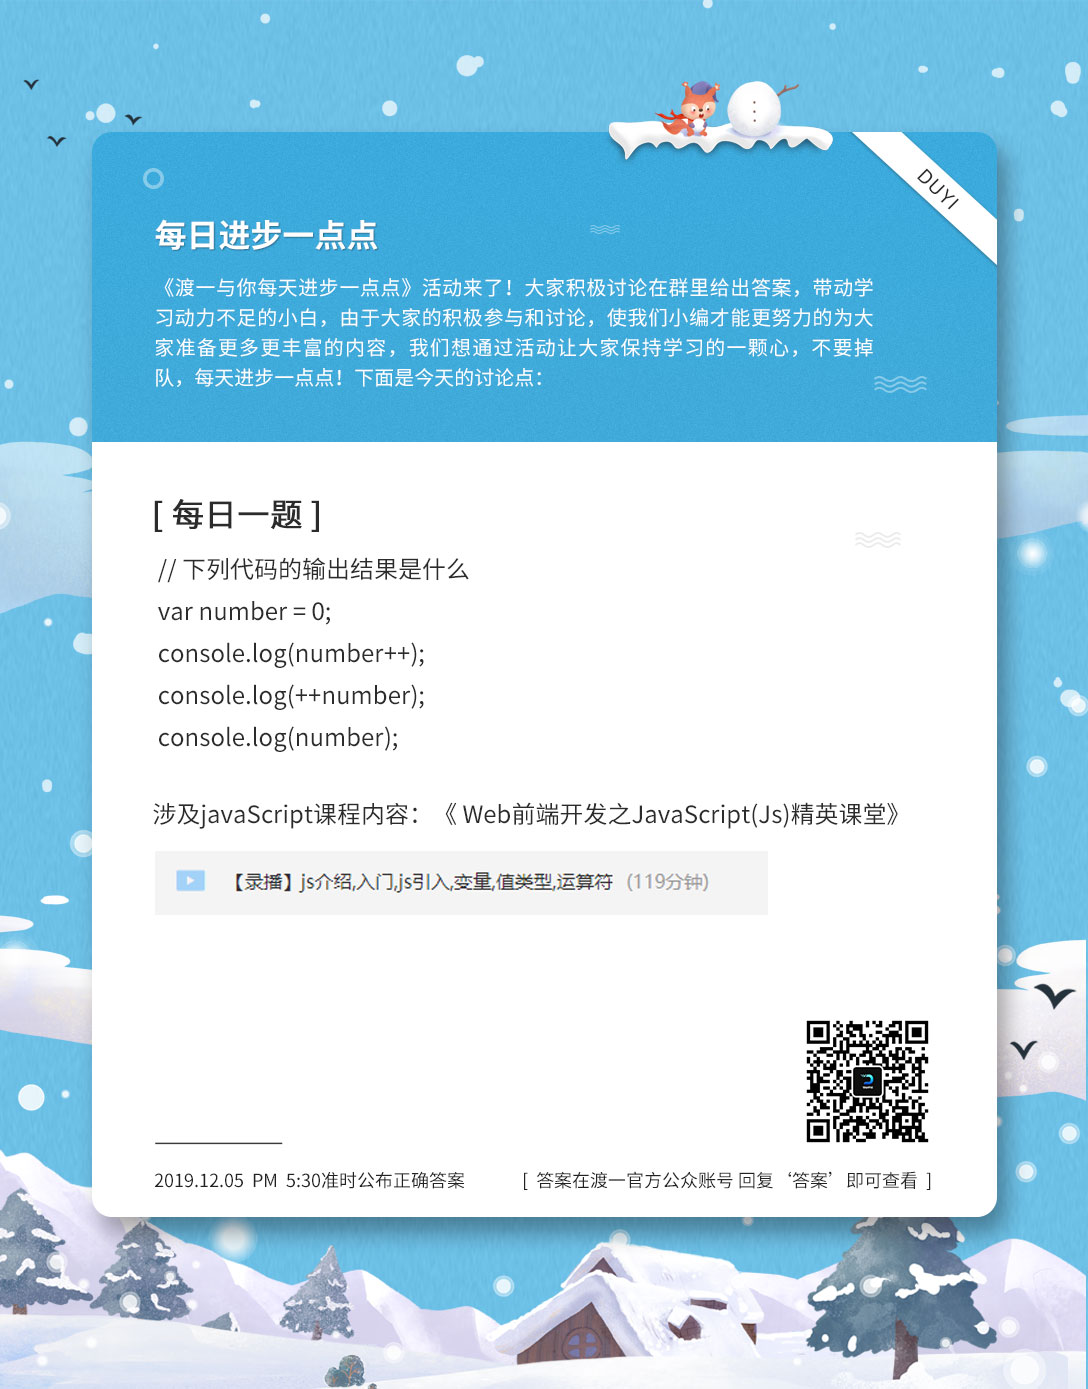 DUYI
每日进步一点点
《渡一与你每天进步一点点》活动来了！大家积极讨论在群里给出答案，带动学
习动力不足的小白，由于大家的积极参与和讨论，使我们小编才能更努力的为大
家准备更多更丰富的内容，我们想通过活动让大家保持学习的一颗心，不要掉
队，每天进步一点点！下面是今天的讨论点：
[ 每日一题 ]
// 下列代码的输出结果是什么
var number = 0;
console.log(number++);
console.log(++number);
console.log(number);
涉及javaScript课程内容：《 Web前端开发之JavaScript(Js)精英课堂》
【录播】js介绍,入门,js引入,变量,值类型,运算符 (119分钟)
2019.12.05 PM 5:30准时公布正确答案
[ 答案在渡一官方公众账号 回复‘答案’即可查看 ]